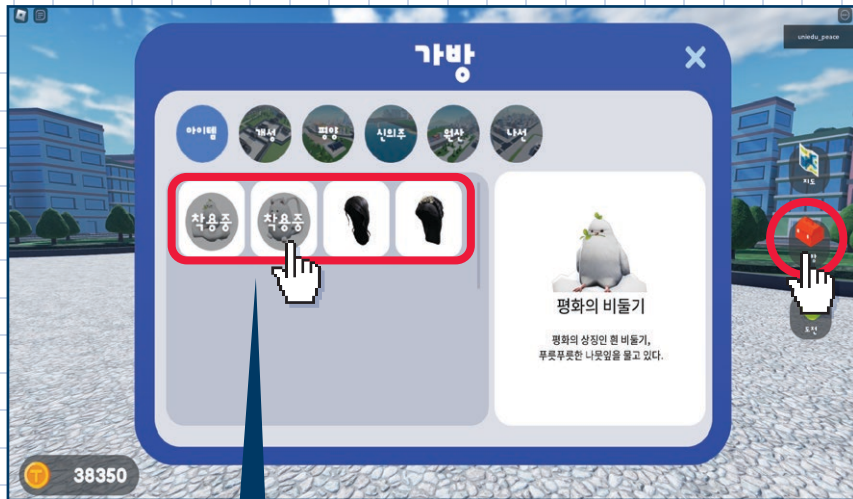 uniedu_peace
가방
아이템
개성
평양
신의주
원산
나선
착용중
착용중
평화의 비둘기
평화의 상징인 흰 비둘기,
푸릇푸릇한 나뭇잎을 물고 있다.
지도
도전
38350